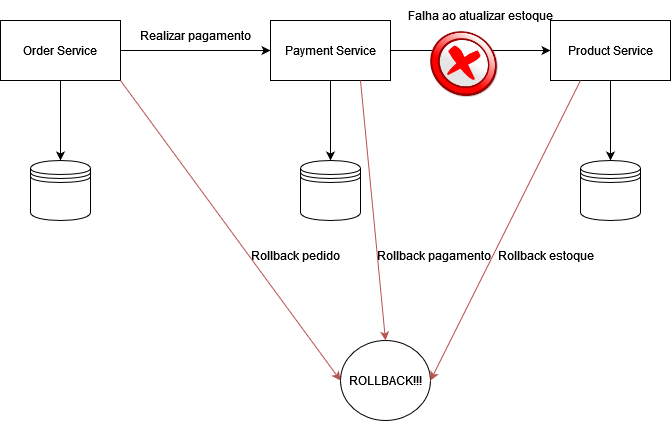 Falha ao atualizar estoque
Realizar pagamento
Order Service
Payment Service
Product Service
Rollback pedido
Rollback pagamento
Rollback estoque
ROLLBACK!!!